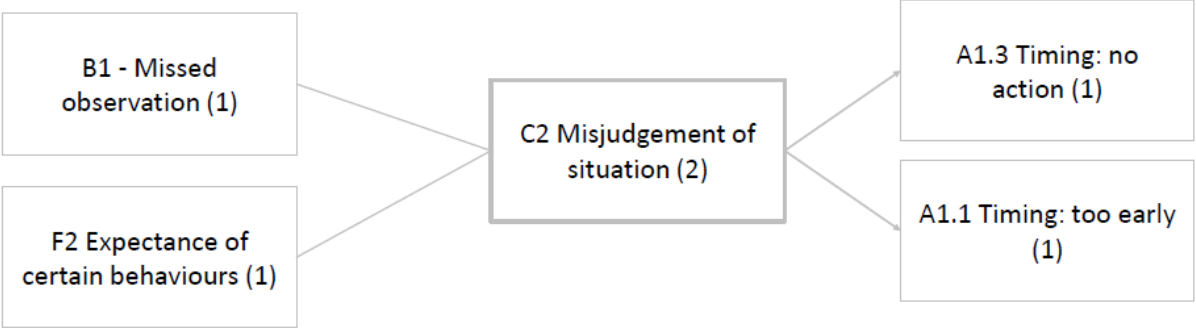 B1 - Missed
observation (1)
F2 Expectance of
certain behaviours (1)
C2 Misjudgement of
situation (2)
A1.3 Timing: no
action (1)
A1.1 Timing: too early
(1)